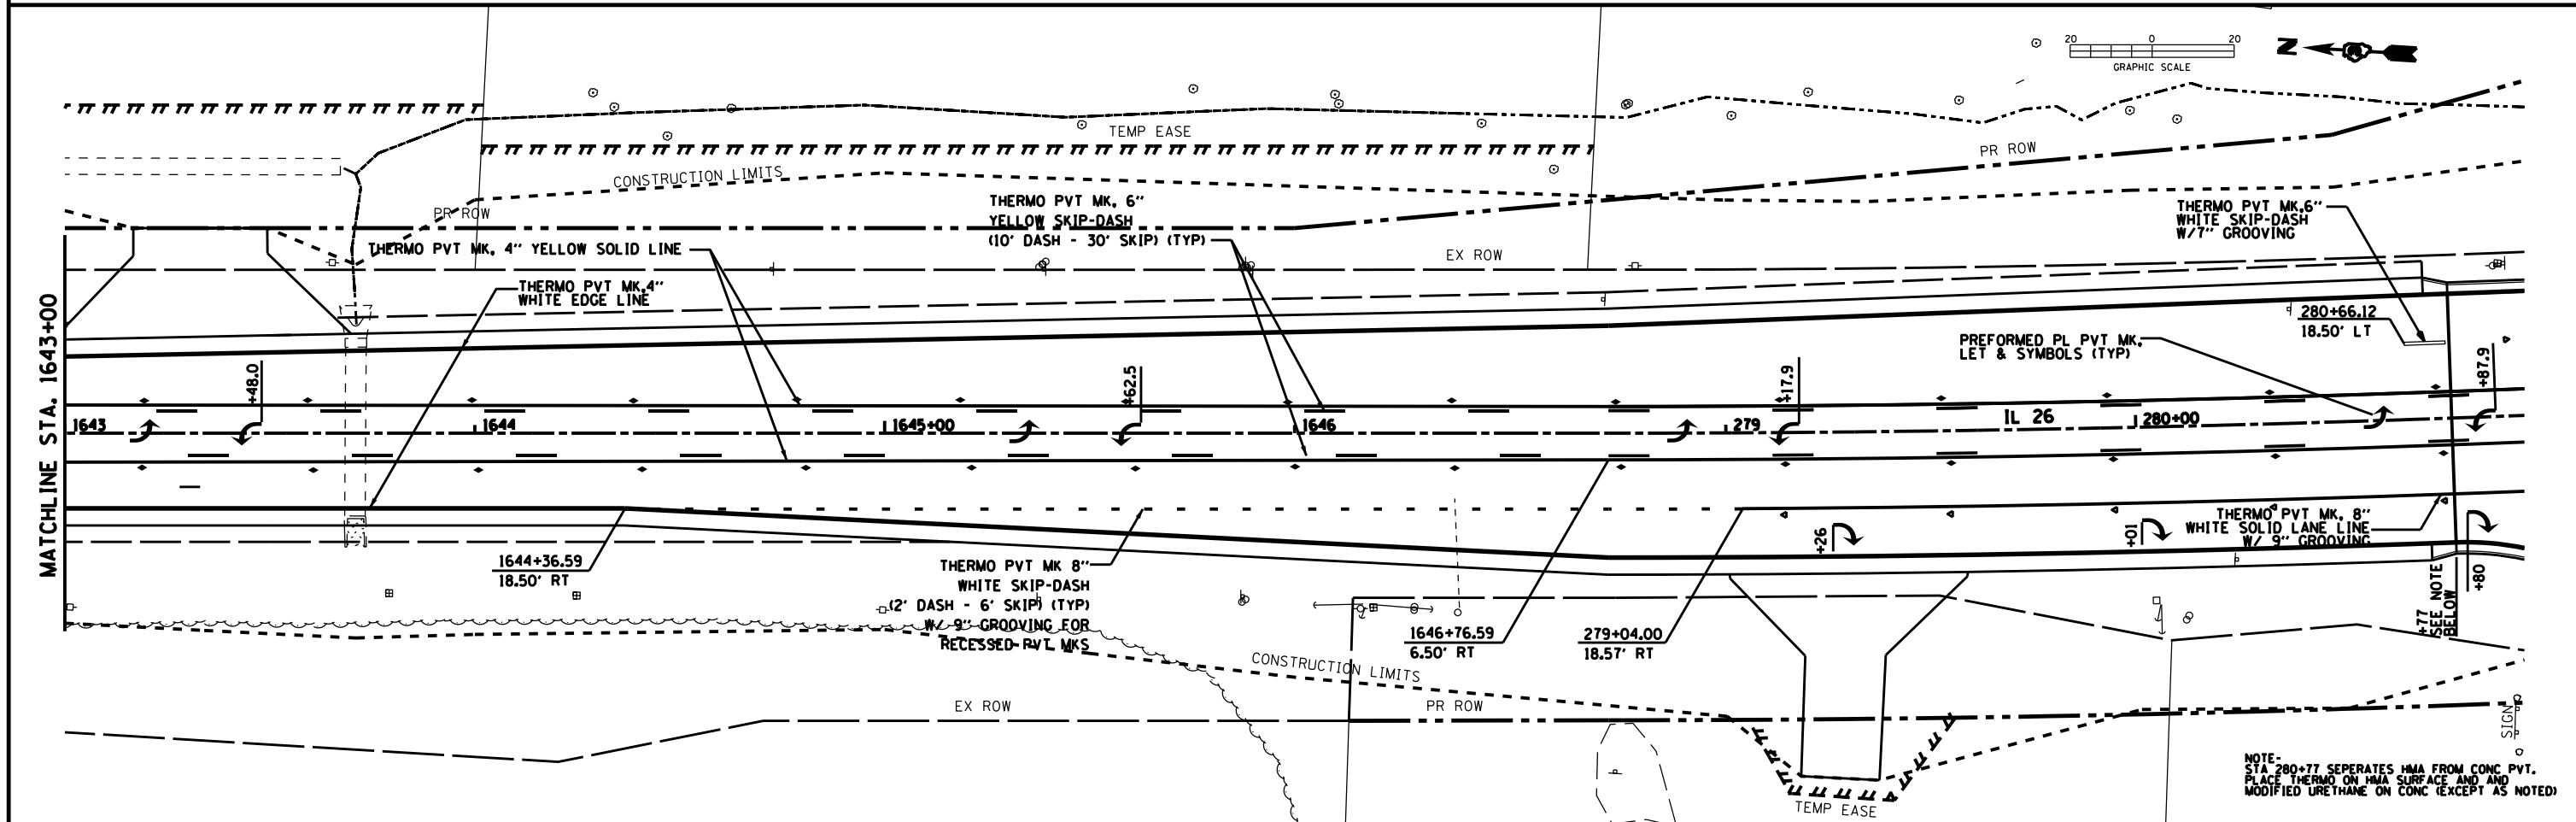 20 0 20
GRAPHIC SCALE
N
TEMP EASE
CONSTRUCTION LIMITS
PR ROW
PR ROW
THERMO PVT MK, 6"
YELLOW SKIP-DASH
(10' DASH - 30' SKIP) (TYP)
THERMO PVT MK, 4" YELLOW SOLID LINE
THERMO PVT MK,6"
WHITE SKIP-DASH
W/7" GROOVING
EX ROW
THERMO PVT MK,4"
WHITE EDGE LINE
280+66.12
18.50' LT
PREFORMED PL PVT MK,
LET & SYMBOLS (TYP)
MATCHLINE STA. 1643+00
+48.0
+62.5
+17.9
+87.9
1643
1644
1645+00
1646
279
IL 26
280+00
THERMO PVT MK, 8"
WHITE SOLID LANE LINE
W/ 9" GROOVING
+26
+01
+80
+77
SEE NOTE
BELOW
1644+36.59
18.50' RT
THERMO PVT MK 8"
WHITE SKIP-DASH
(2' DASH - 6' SKIP) (TYP)
W/ 9" GROOVING FOR
RECESSED PVT MKS
1646+76.59
6.50' RT
279+04.00
18.57' RT
CONSTRUCTION LIMITS
EX ROW
PR ROW
TEMP EASE
SIGN
NOTE-
STA 280+77 SEPERATES HMA FROM CONC PVT.
PLACE THERMO ON HMA SURFACE AND AND
MODIFIED URETHANE ON CONC (EXCEPT AS NOTED)